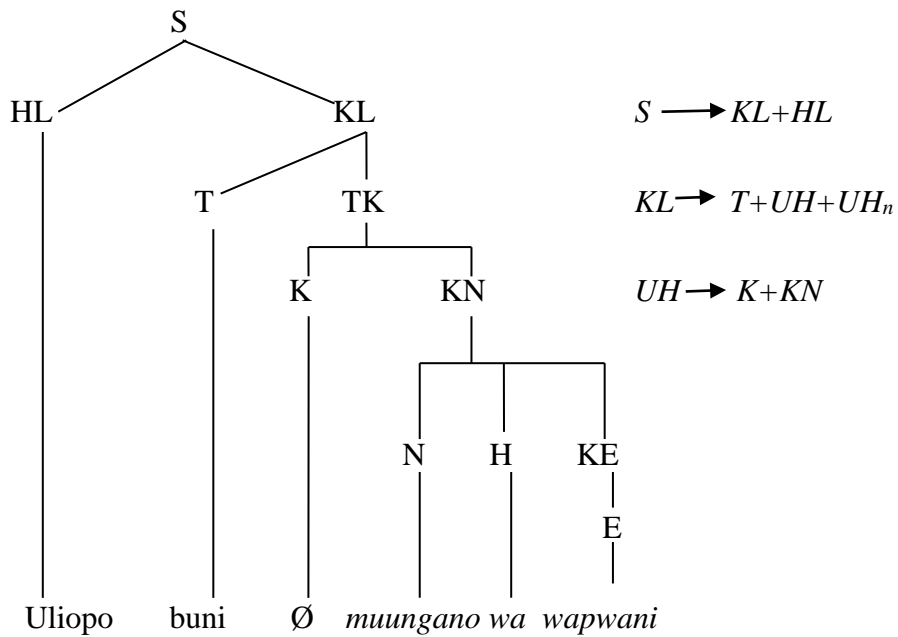 S
HL KL S → KL+HL
T TK KL → T+UH+UHₙ
K KN UH → K+KN
N H KE
E
Uliopo buni Ø muungano wa wapwani